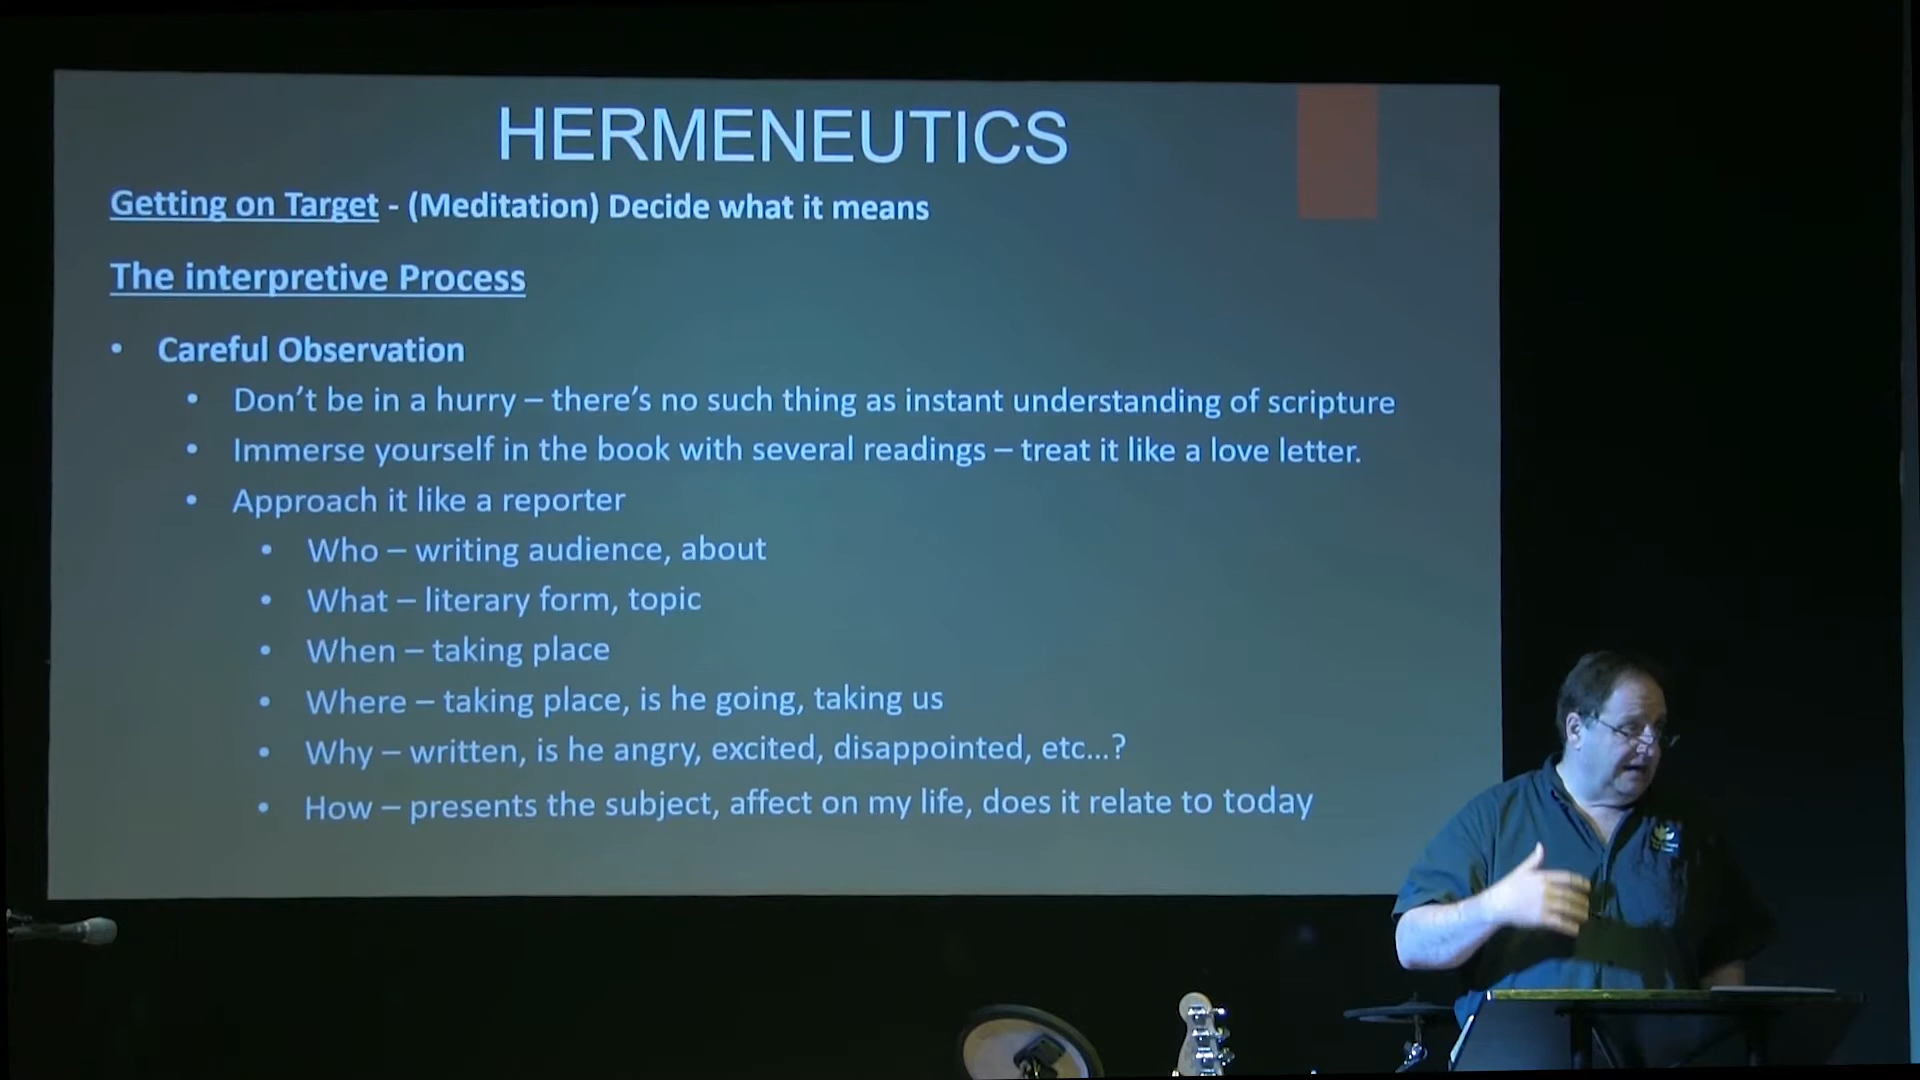 HERMENEUTICS
Getting on Target - (Meditation) Decide what it means
The interpretive Process
• Careful Observation
• Don't be in a hurry – there's no such thing as instant understanding of scripture
• Immerse yourself in the book with several readings – treat it like a love letter.
• Approach it like a reporter
• Who – writing audience, about
• What – literary form, topic
• When – taking place
• Where – taking place, is he going, taking us
• Why – written, is he angry, excited, disappointed, etc...?
• How – presents the subject, affect on my life, does it relate to today